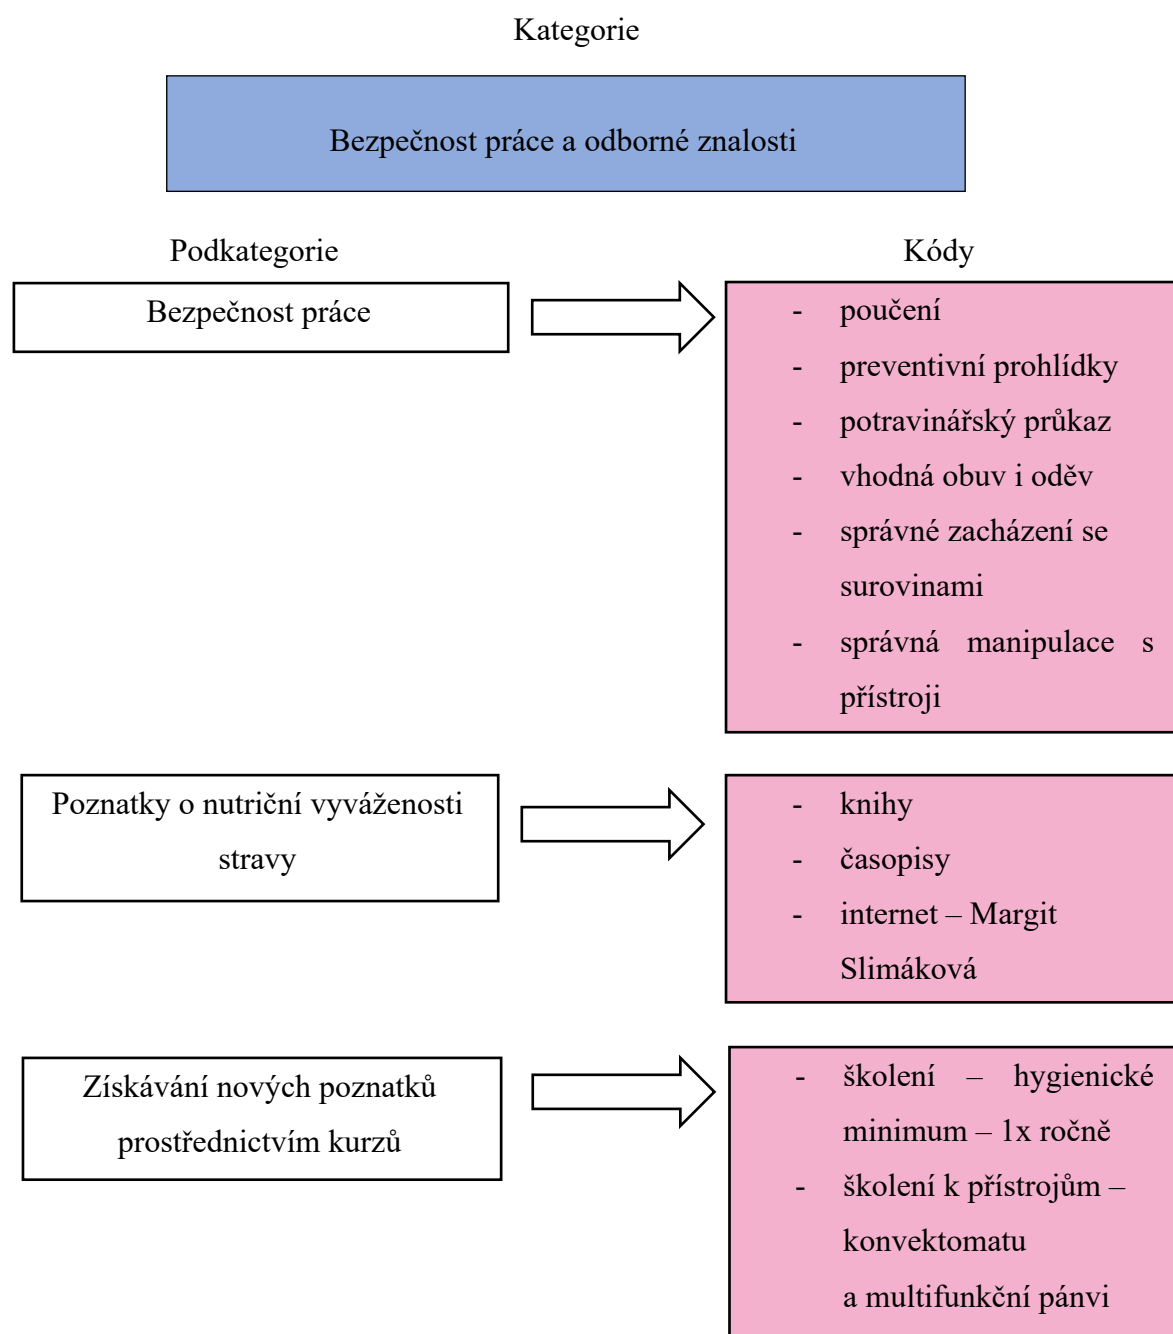 Kategorie
Bezpečnost práce a odborné znalosti
Podkategorie
Kódy
Bezpečnost práce
- poučení
- preventivní prohlídky
- potravinářský průkaz
- vhodná obuv i oděv
- správné zacházení se
surovinami
- správná manipulace s
přístroji
Poznatky o nutriční vyváženosti
stravy
- knihy
- časopisy
- internet – Margit
Slimáková
Získávání nových poznatků
prostřednictvím kurzů
- školení – hygienické
minimum – 1x ročně
- školení k přístrojům –
konvektomatu
a multifunkční pánvi